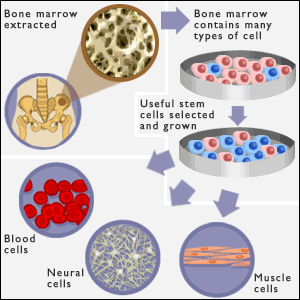 Bone marrow
extracted
Bone marrow
contains many
types of cell
Useful stem
cells selected
and grown
Blood
cells
Neural
cells
Muscle
cells